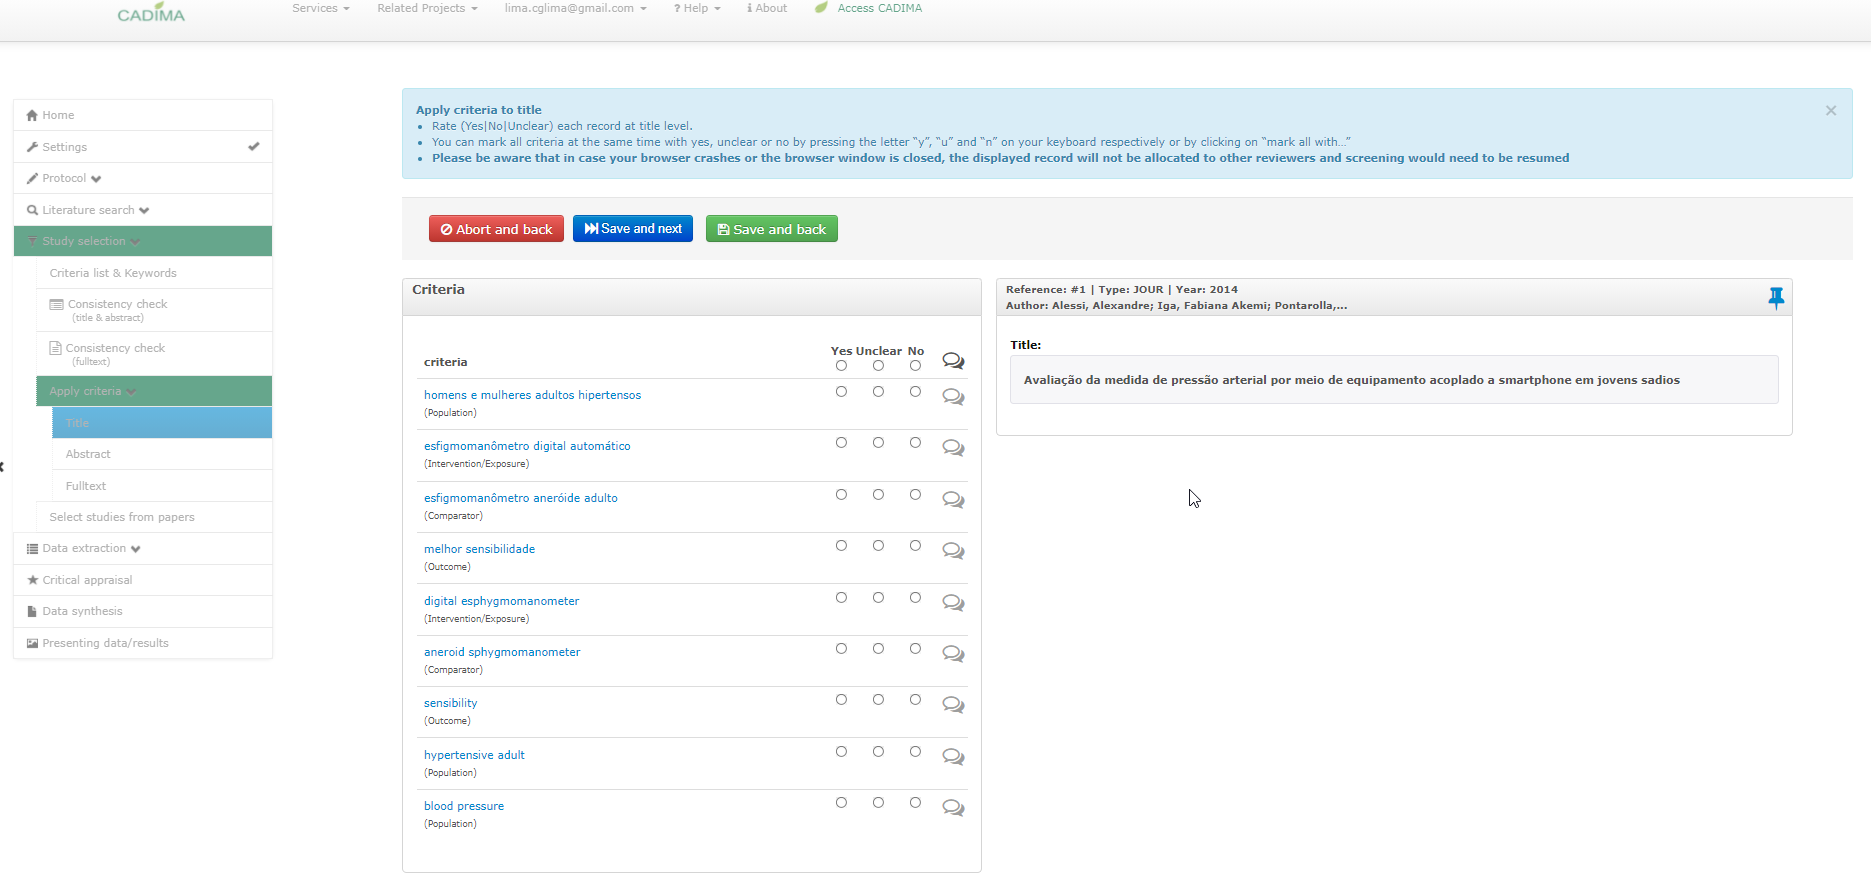 CADIMA
Services
Related Projects
lima.cglima@gmail.com
? Help
i About
Access CADIMA
Home
Settings
Protocol
Literature search
Study selection
Criteria list & Keywords
Consistency check
(title & abstract)
Consistency check
(fulltext)
Apply criteria
Title
Abstract
Fulltext
Select studies from papers
Data extraction
Critical appraisal
Data synthesis
Presenting data/results
Apply criteria to title
×
• Rate (Yes|No|Unclear) each record at title level.
• You can mark all criteria at the same time with yes, unclear or no by pressing the letter “y”, “u” and “n” on your keyboard respectively or by clicking on “mark all with...”
• Please be aware that in case your browser crashes or the browser window is closed, the displayed record will not be allocated to other reviewers and screening would need to be resumed
Abort and back
Save and next
Save and back
Criteria
criteria
Yes Unclear No
homens e mulheres adultos hipertensos
(Population)
esfigmomanômetro digital automático
(Intervention/Exposure)
esfigmomanômetro aneróide adulto
(Comparator)
melhor sensibilidade
(Outcome)
digital esphygmomanometer
(Intervention/Exposure)
aneroid sphygmomanometer
(Comparator)
sensibility
(Outcome)
hypertensive adult
(Population)
blood pressure
(Population)
Reference: #1 | Type: JOUR | Year: 2014
Author: Alessi, Alexandre; Iga, Fabiana Akemi; Pontarolla,...
Title:
Avaliação da medida de pressão arterial por meio de equipamento acoplado a smartphone em jovens sadios